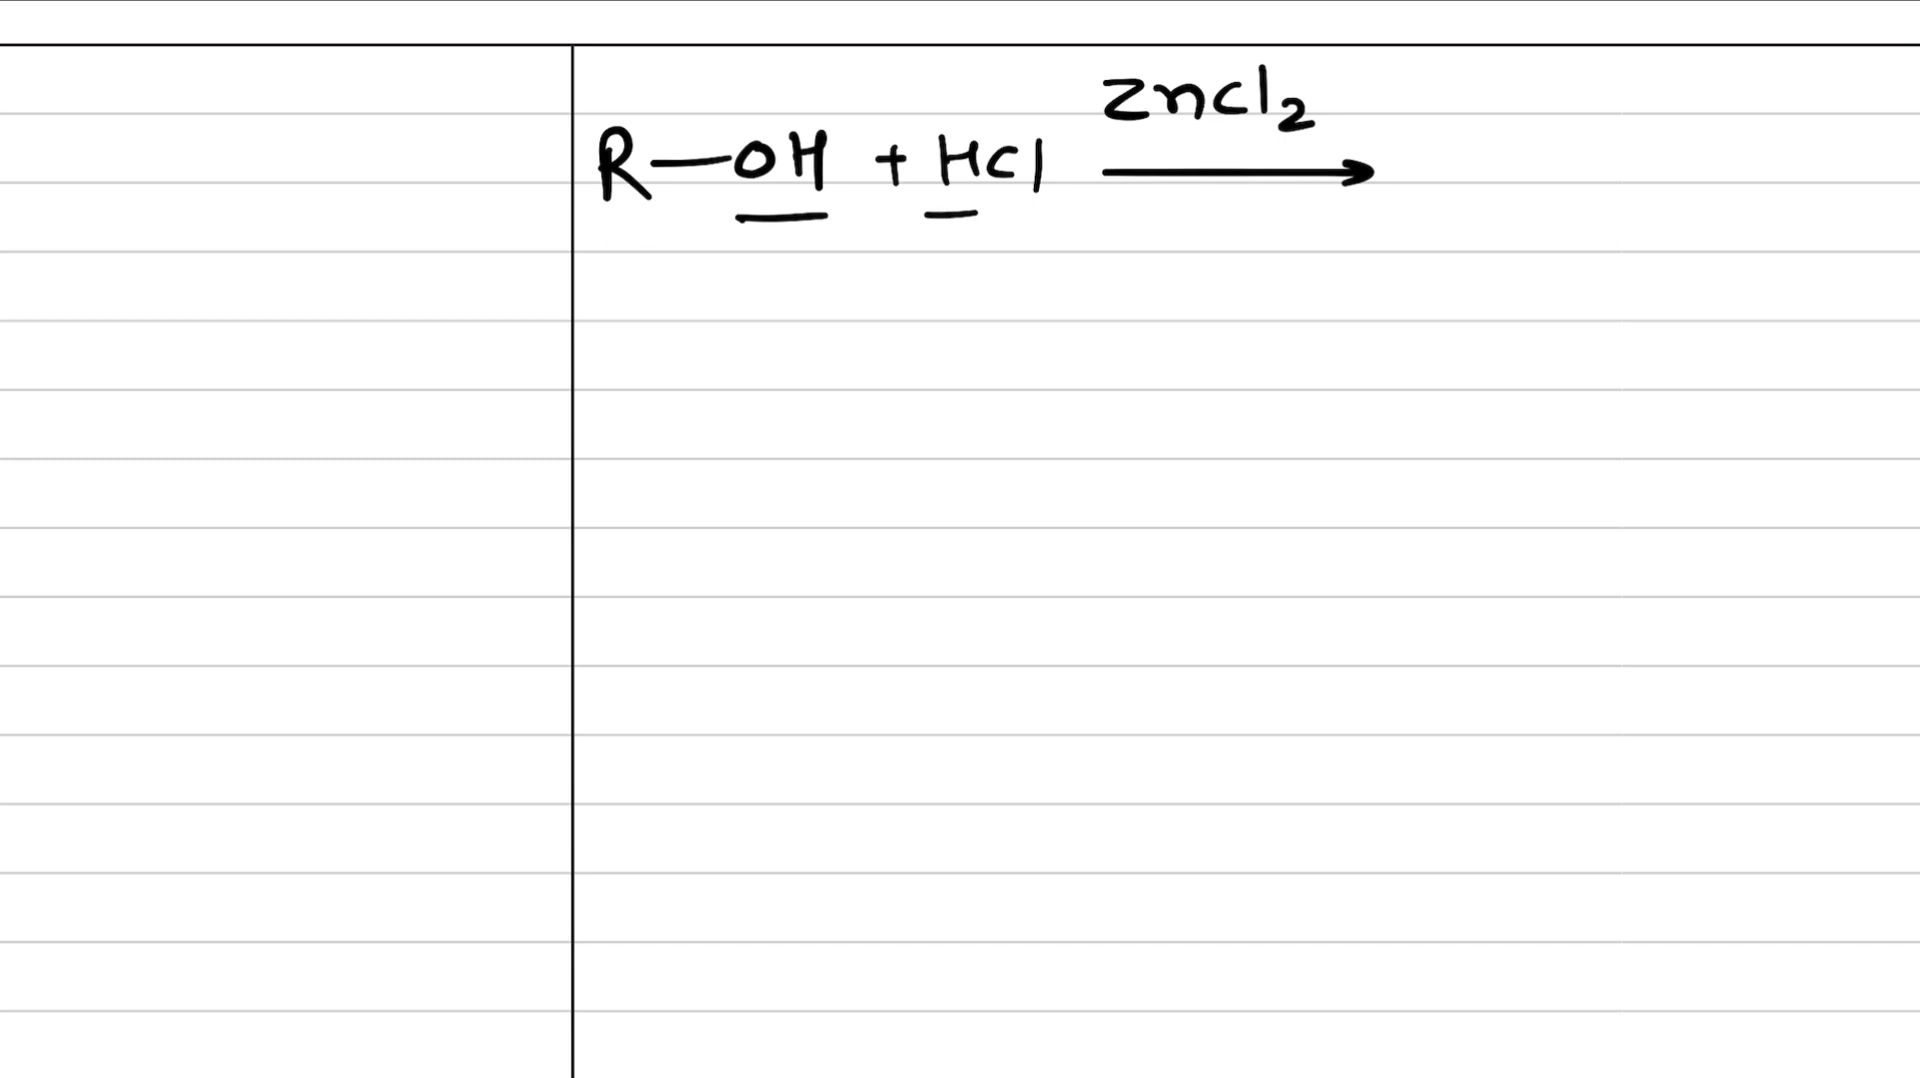 ZnCl₂
R—OH + HCl ⟶